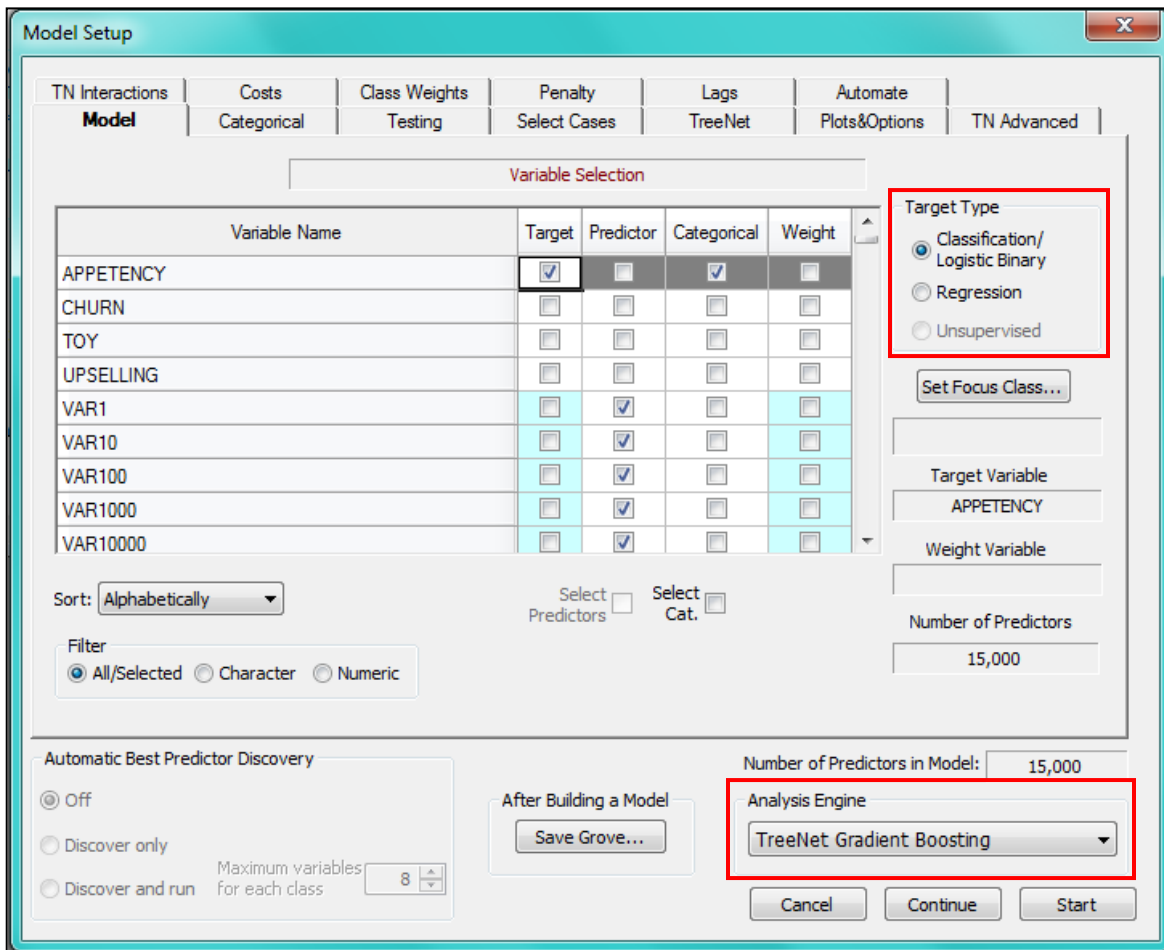 Model Setup
TN Interactions Costs Class Weights Penalty Lags Automate
Model Categorical Testing Select Cases TreeNet Plots&Options TN Advanced
Variable Selection
Variable Name Target Predictor Categorical Weight
APPETENCY
CHURN
TOY
UPSELLING
VAR1
VAR10
VAR100
VAR1000
VAR10000
Sort: Alphabetically
Select Predictors
Select Cat.
Filter
All/Selected Character Numeric
Target Type
Classification/
Logistic Binary
Regression
Unsupervised
Set Focus Class...
Target Variable
APPETENCY
Weight Variable
Number of Predictors
15,000
Automatic Best Predictor Discovery
Off
Discover only
Discover and run
Maximum variables
for each class
8
After Building a Model
Save Grove...
Number of Predictors in Model: 15,000
Analysis Engine
TreeNet Gradient Boosting
Cancel Continue Start